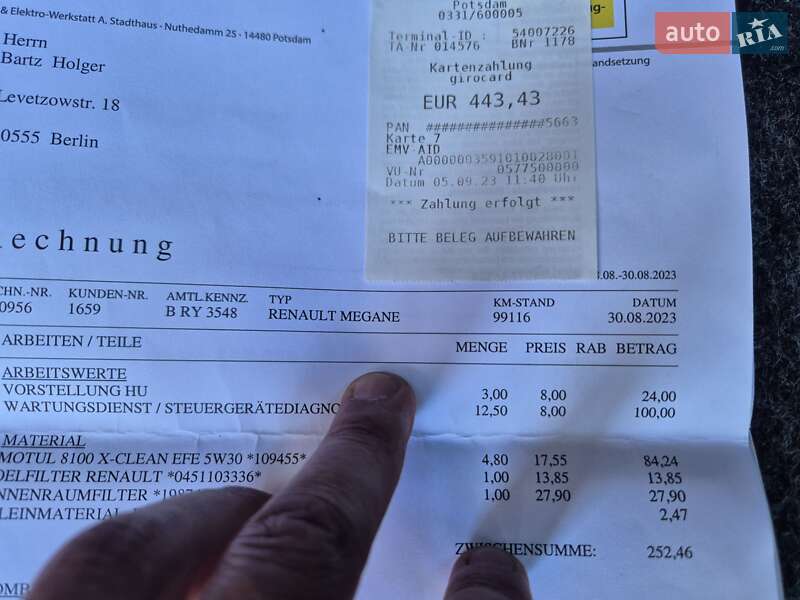 & Elektro-Werkstatt A. Stadthaus - Nuthedamm 25 - 14480 Potsdam
Herrn
Bartz Holger
Levetzowstr. 18
0555 Berlin
Potsdam
0331/600005
Terminal-ID : 54007226
TA-Nr 014576 BNr 1178
Kartenzahlung
girocard
EUR 443,43
PAN ###############5663
Karte 7
EMV-AID
A0000003591010028001
VU-Nr 0577500000
Datum 05.09.23 11:40 Uhr
*** Zahlung erfolgt ***
BITTE BELEG AUFBEWAHREN
auto RIA .com
andsetzung
echnung
.08.-30.08.2023
CHN.-NR. KUNDEN-NR. AMTL.KENNZ. TYP KM-STAND DATUM
0956 1659 B RY 3548 RENAULT MEGANE 99116 30.08.2023
ARBEITEN / TEILE MENGE PREIS RAB BETRAG
ARBEITSWERTE
VORSTELLUNG HU 3,00 8,00 24,00
WARTUNGSDIENST / STEUERGERÄTEDIAGNO 12,50 8,00 100,00
MATERIAL
MOTUL 8100 X-CLEAN EFE 5W30 *109455* 4,80 17,55 84,24
OELFILTER RENAULT *0451103336* 1,00 13,85 13,85
NNENRAUMFILTER *1987 1,00 27,90 27,90
LEINMATERIAL 2,47
ZWISCHENSUMME: 252,46